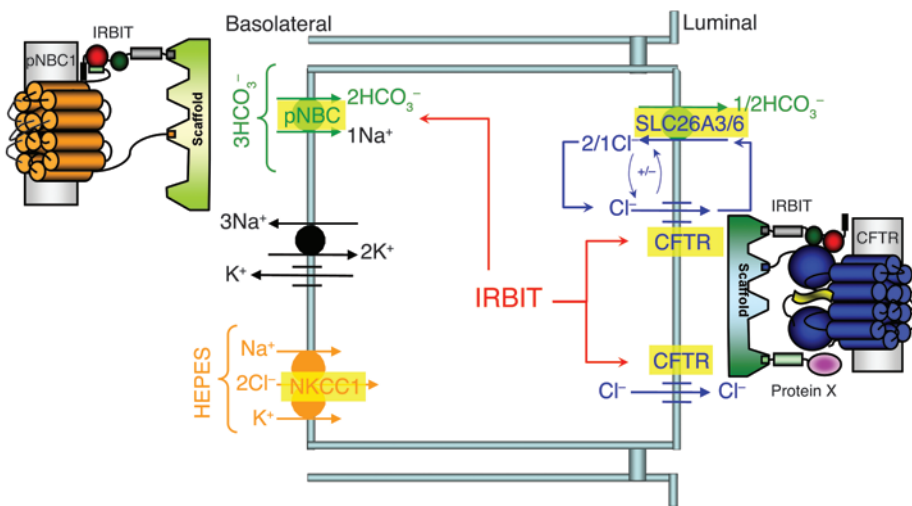 IRBIT
pNBC1
Scaffold
Basolateral
Luminal
3HCO₃⁻
2HCO₃⁻
pNBC
1Na⁺
1/2HCO₃⁻
SLC26A3/6
2/1Cl⁻
+/−
Cl⁻
CFTR
3Na⁺
2K⁺
K⁺
IRBIT
IRBIT
CFTR
Scaffold
Protein X
HEPES
Na⁺
2Cl⁻
NKCC1
K⁺
CFTR
Cl⁻
Cl⁻